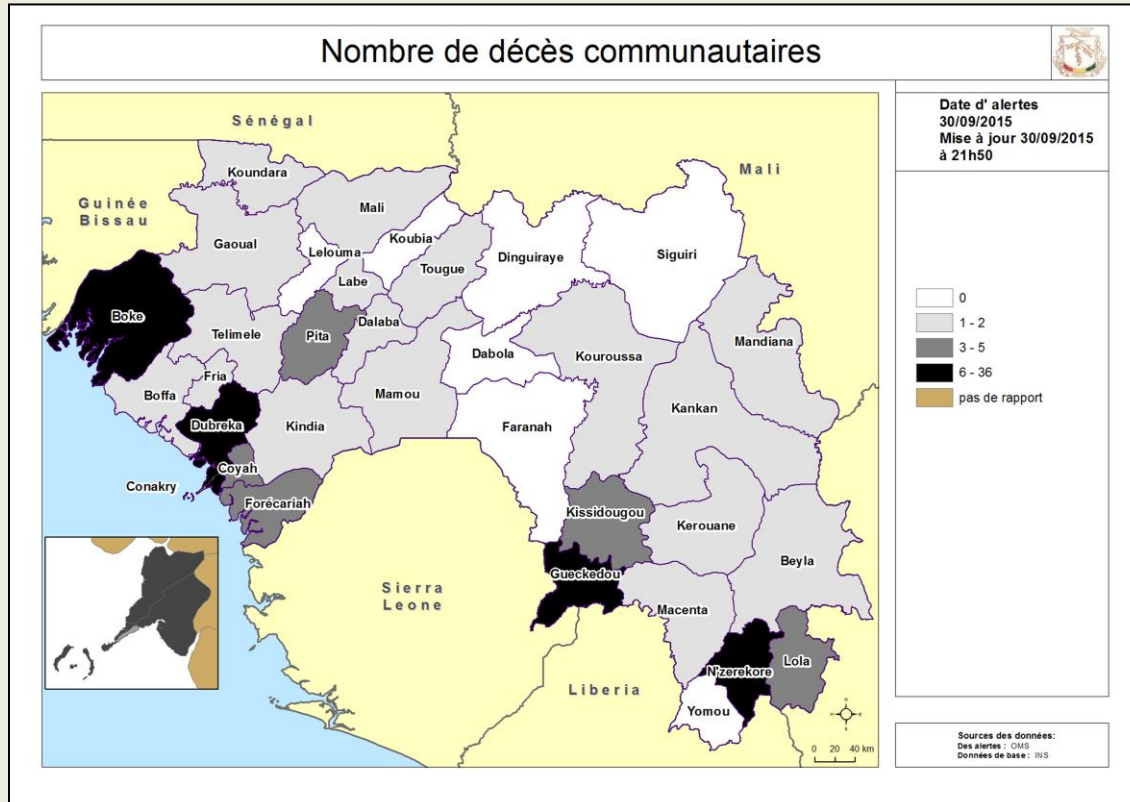 Nombre de décès communautaires
Date d' alertes
30/09/2015
Mise à jour 30/09/2015
à 21h50
0
1 - 2
3 - 5
6 - 36
pas de rapport
Sénégal
Mali
Guinée
Bissau
Koundara
Mali
Gaoual
Koubia
Lelouma
Tougue
Dinguiraye
Siguiri
Labe
Boke
Telimele
Pita
Dalaba
Mandiana
Dabola
Kouroussa
Fria
Boffa
Mamou
Kankan
Dubreka
Kindia
Faranah
Coyah
Conakry
Forécariah
Kissidougou
Kerouane
Beyla
Gueckedou
Sierra
Leone
Macenta
N'zerekore
Lola
Liberia
Yomou
N
0 20 40 km
Sources des données:
Des alertes : OMS
Données de base : INS